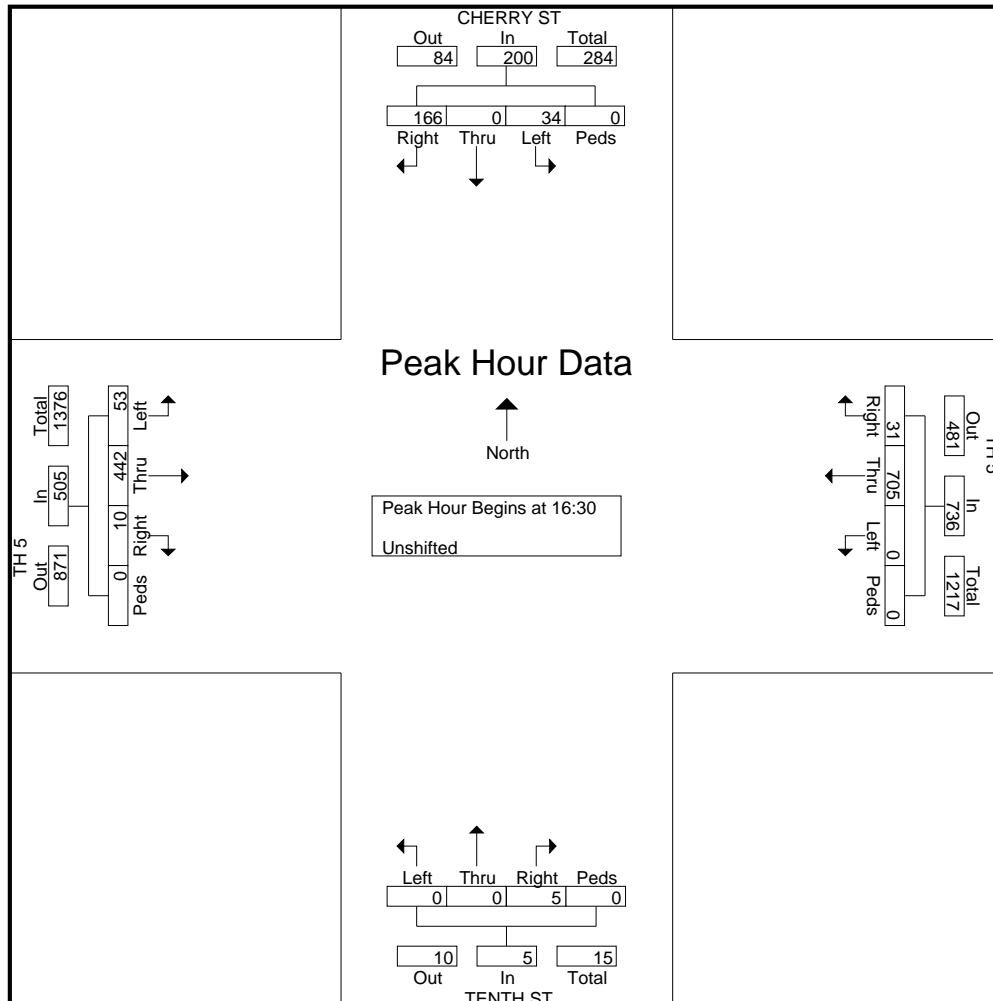 CHERRY ST
Out In Total
84 200 284
166 0 34 0
Right Thru Left Peds
Peak Hour Data
North
Peak Hour Begins at 16:30
Unshifted
TH 5
Out In Total
871 505 1376
53 442 10 0
Left Thru Right Peds
TH 5
Out In Total
481 736 1217
31 705 0 0
Right Thru Left Peds
Left Thru Right Peds
0 0 5 0
10 5 15
Out In Total
TENTH ST